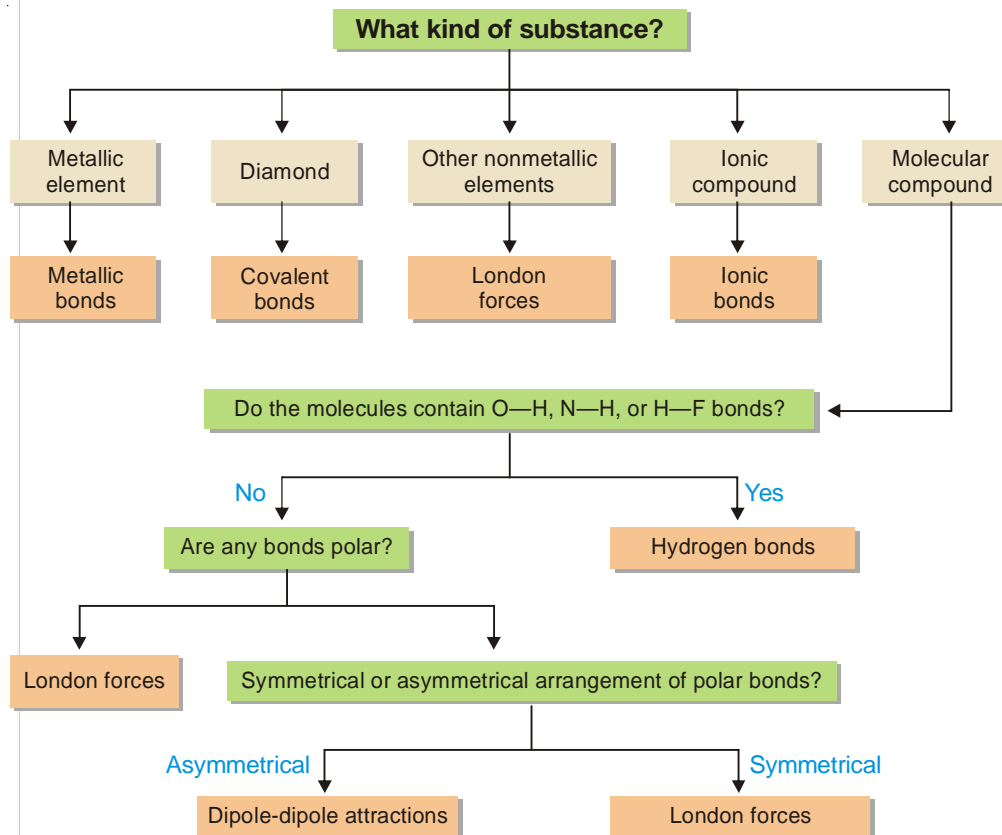 What kind of substance?
Metallic
element
Diamond
Other nonmetallic
elements
Ionic
compound
Molecular
compound
Metallic
bonds
Covalent
bonds
London
forces
Ionic
bonds
Do the molecules contain O—H, N—H, or H—F bonds?
No
Yes
Are any bonds polar?
Hydrogen bonds
London forces
Symmetrical or asymmetrical arrangement of polar bonds?
Asymmetrical
Symmetrical
Dipole-dipole attractions
London forces